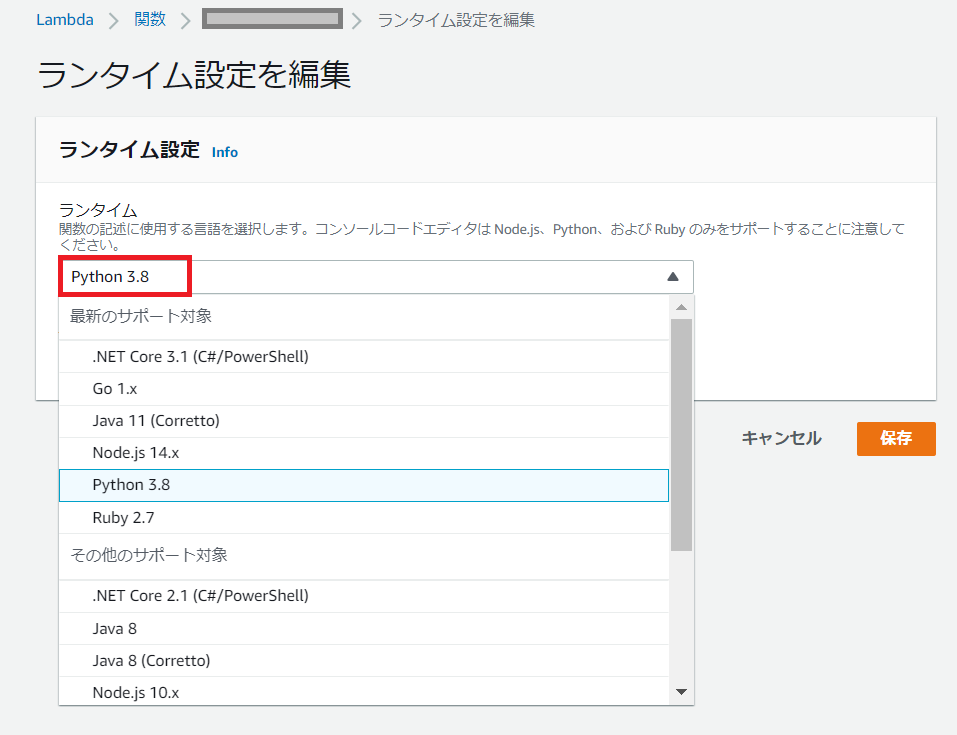 Lambda > 関数 > > ランタイム設定を編集
ランタイム設定を編集
ランタイム設定 Info
ランタイム
関数の記述に使用する言語を選択します。コンソールコードエディタは Node.js、Python、および Ruby のみをサポートすることに注意して
ください。
Python 3.8
最新のサポート対象
.NET Core 3.1 (C#/PowerShell)
Go 1.x
Java 11 (Corretto)
Node.js 14.x
Python 3.8
Ruby 2.7
その他のサポート対象
.NET Core 2.1 (C#/PowerShell)
Java 8
Java 8 (Corretto)
Node.js 10.x
キャンセル 保存